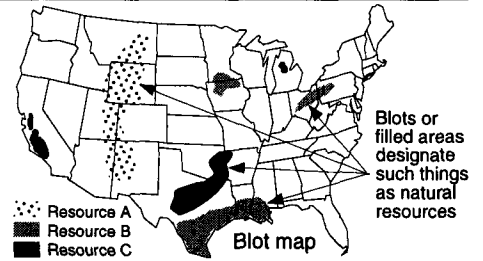 Blots or
filled areas
designate
such things
as natural
resources
Resource A
Resource B
Resource C
Blot map